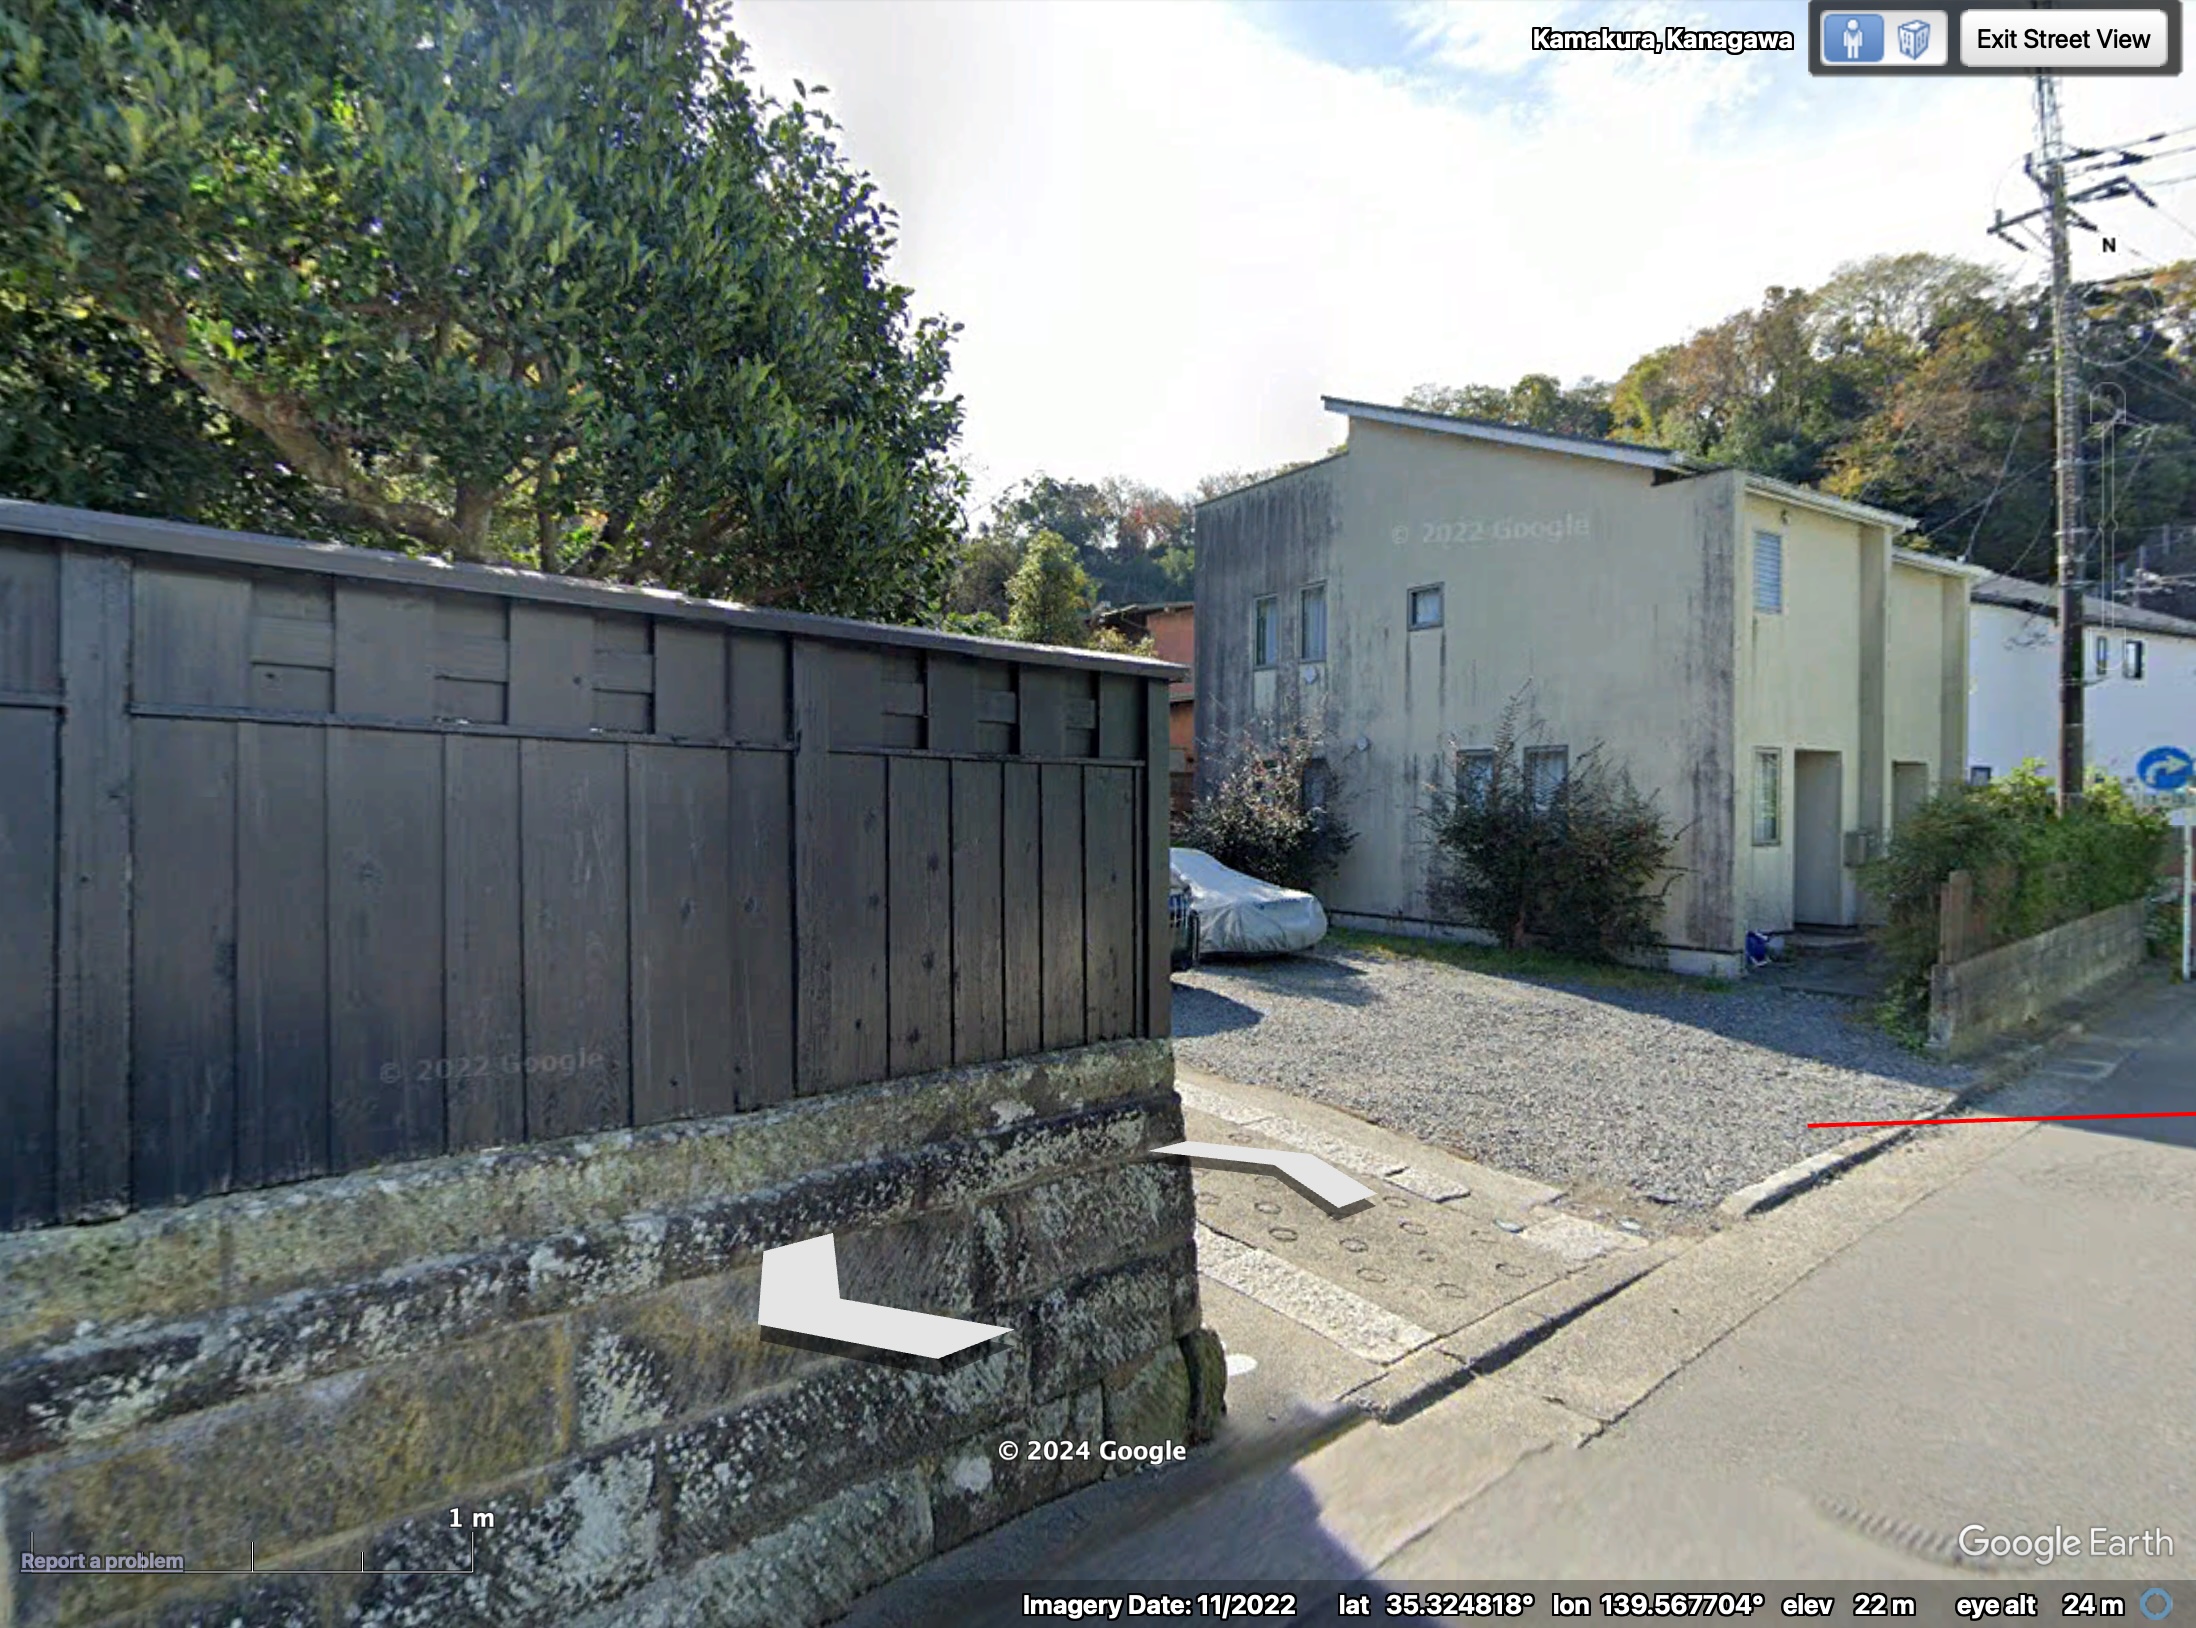 Kamakura, Kanagawa
Exit Street View
N
© 2022 Google
© 2022 Google
© 2024 Google
1 m
Report a problem
Google Earth
Imagery Date: 11/2022 lat 35.324818° lon 139.567704° elev 22 m eye alt 24 m